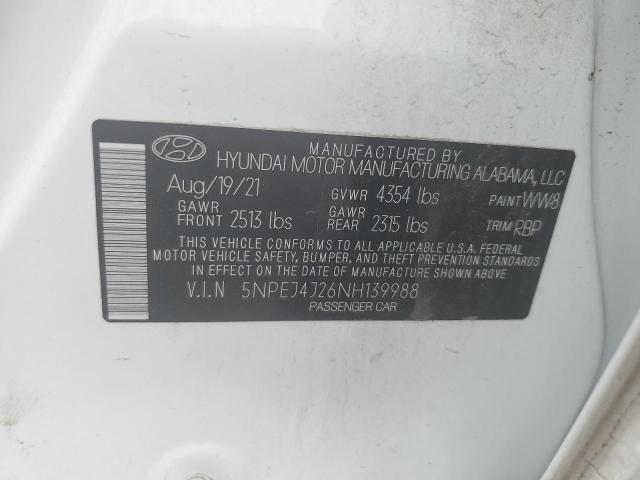 MANUFACTURED BY
HYUNDAI MOTOR MANUFACTURING ALABAMA, LLC
Aug/19/21 GVWR 4354 lbs PAINT WW8
GAWR FRONT 2513 lbs GAWR REAR 2315 lbs TRIM RBP
THIS VEHICLE CONFORMS TO ALL APPLICABLE U.S.A. FEDERAL
MOTOR VEHICLE SAFETY, BUMPER, AND THEFT PREVENTION STANDARDS
IN EFFECT ON THE DATE OF MANUFACTURE SHOWN ABOVE
V.I.N 5NPEJ4J26NH139988
PASSENGER CAR